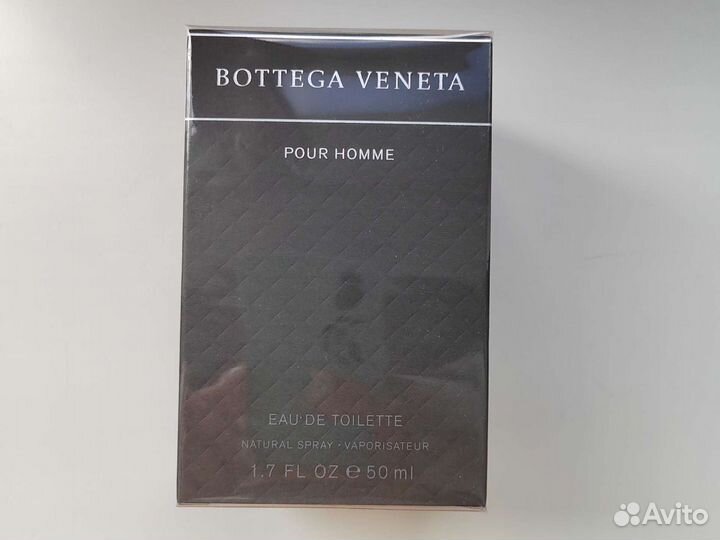 BOTTEGA VENETA
POUR HOMME
EAU DE TOILETTE
NATURAL SPRAY · VAPORISATEUR
1.7 FL OZ ℮ 50 ml
Avito